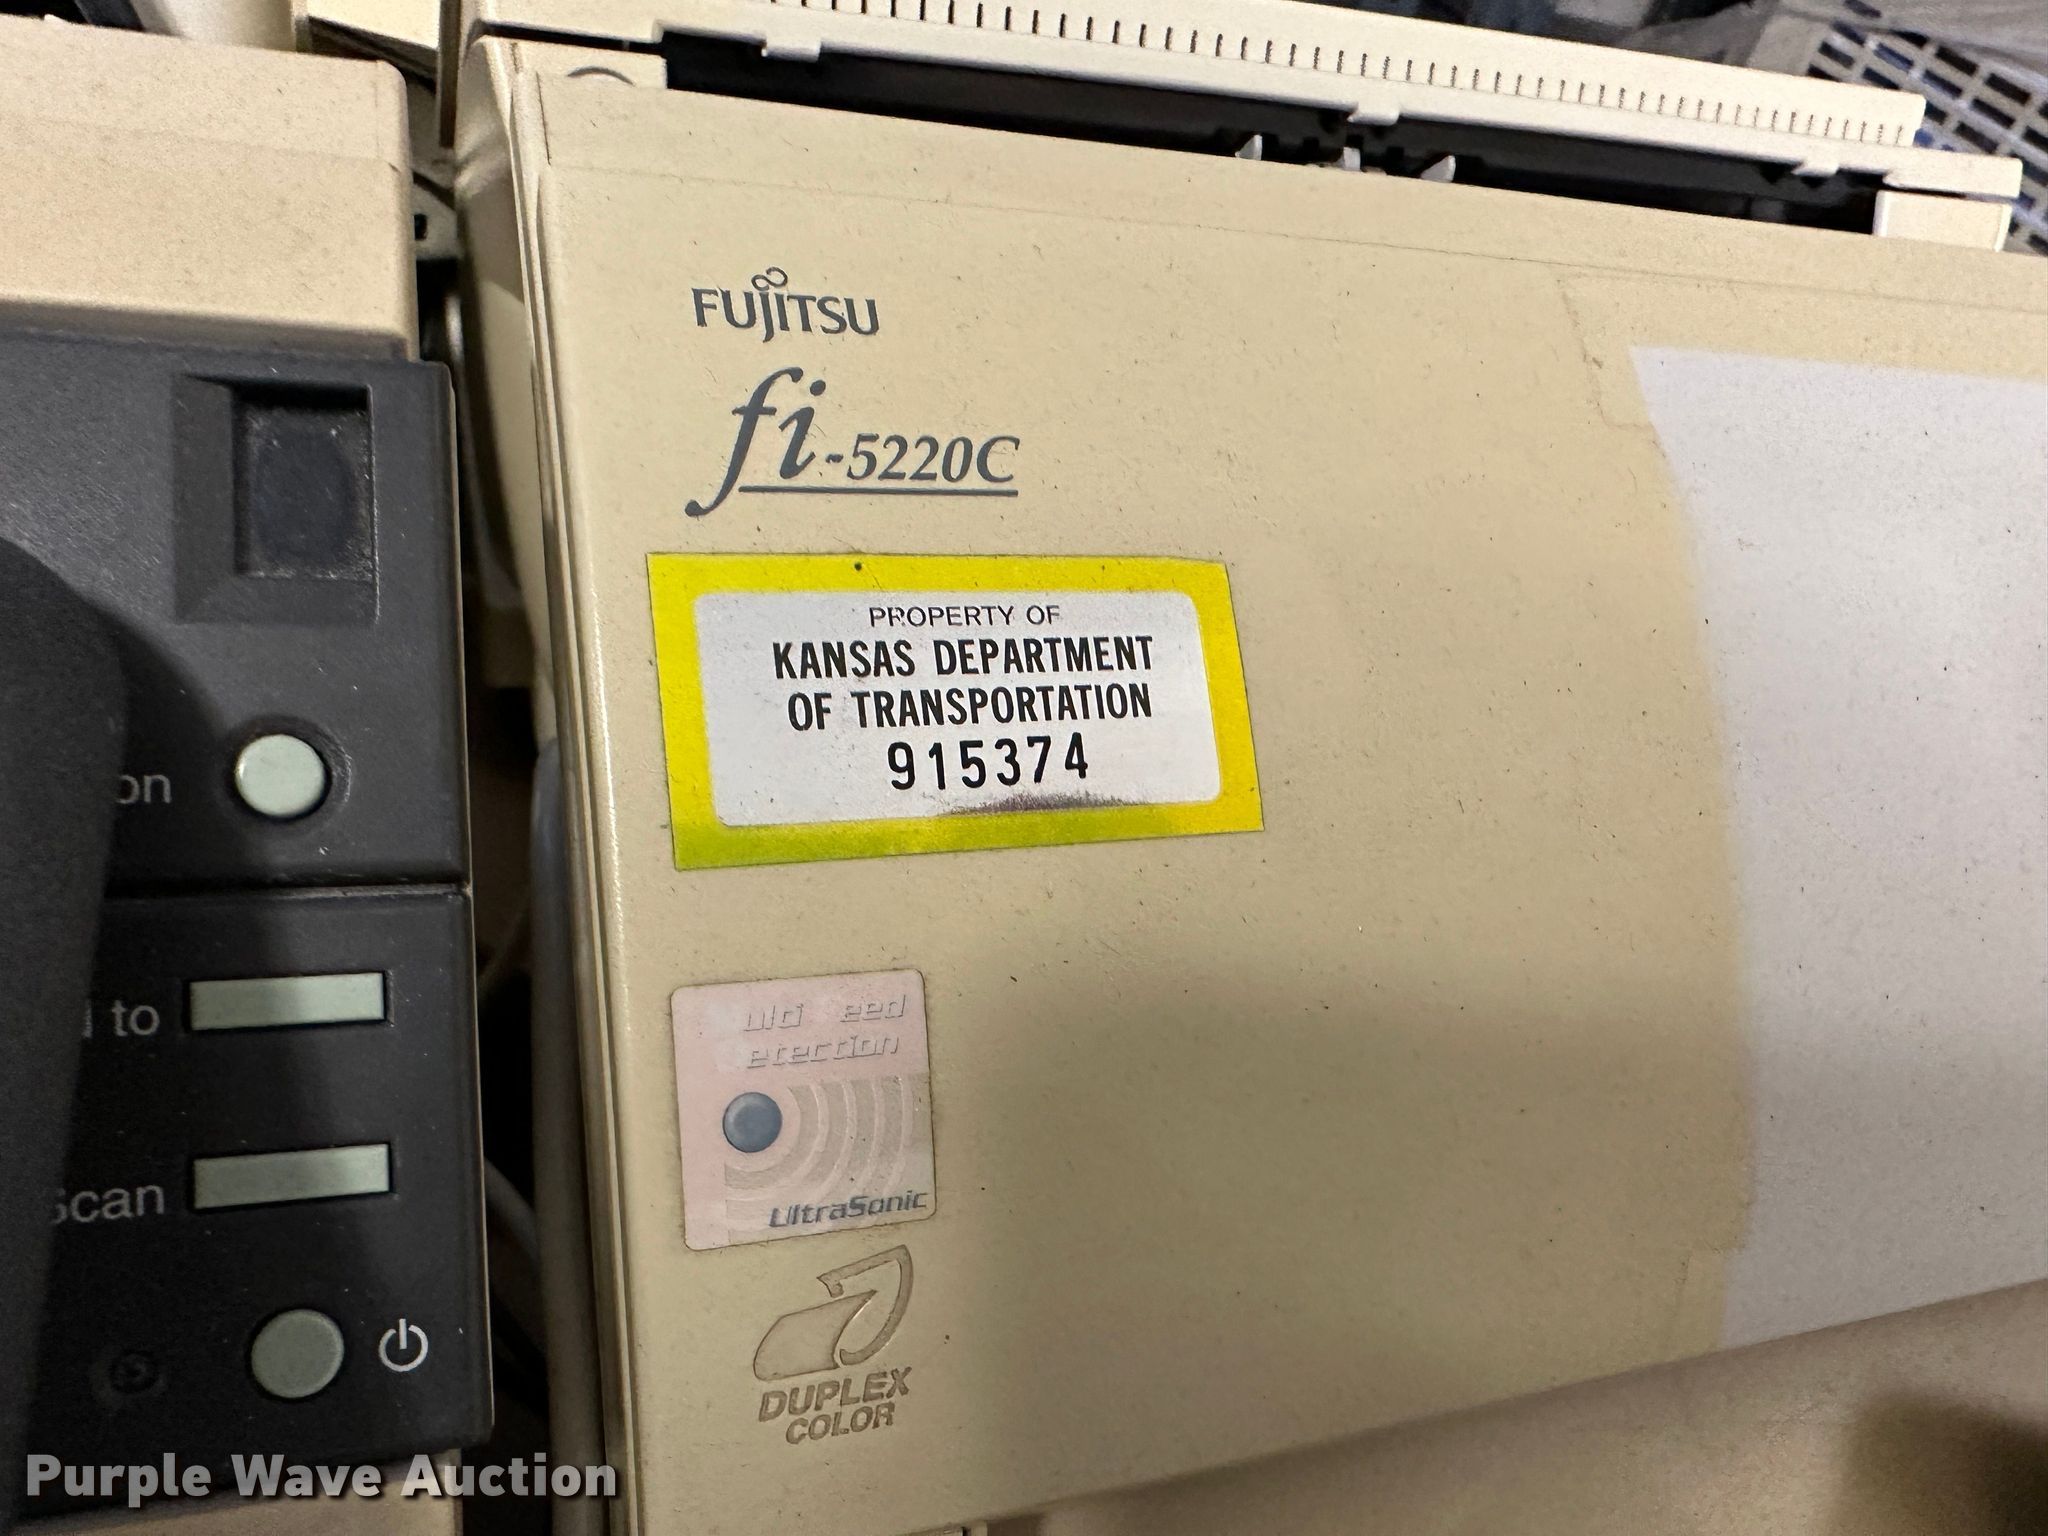 FUJITSU
fi-5220C
PROPERTY OF
KANSAS DEPARTMENT
OF TRANSPORTATION
915374
UltraSonic
DUPLEX
COLOR
on
to
Scan
Purple Wave Auction